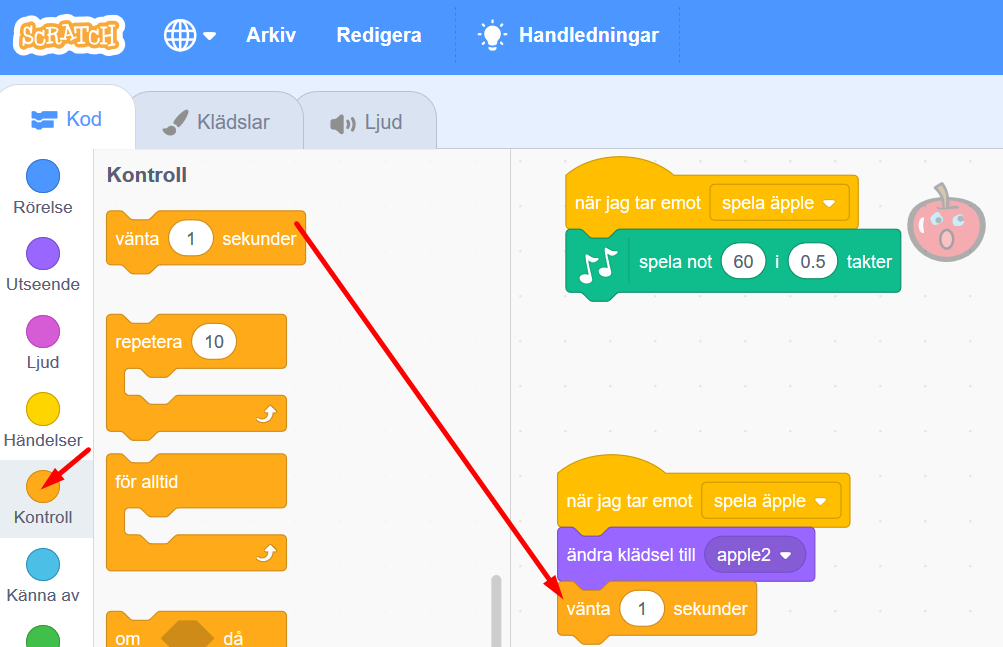 SCRATCH Arkiv Redigera Handledningar
Kod Klädslar Ljud
Rörelse
Utseende
Ljud
Händelser
Kontroll
Känna av
Kontroll
vänta 1 sekunder
repetera 10
för alltid
om då
när jag tar emot spela äpple
spela not 60 i 0.5 takter
när jag tar emot spela äpple
ändra klädsel till apple2
vänta 1 sekunder